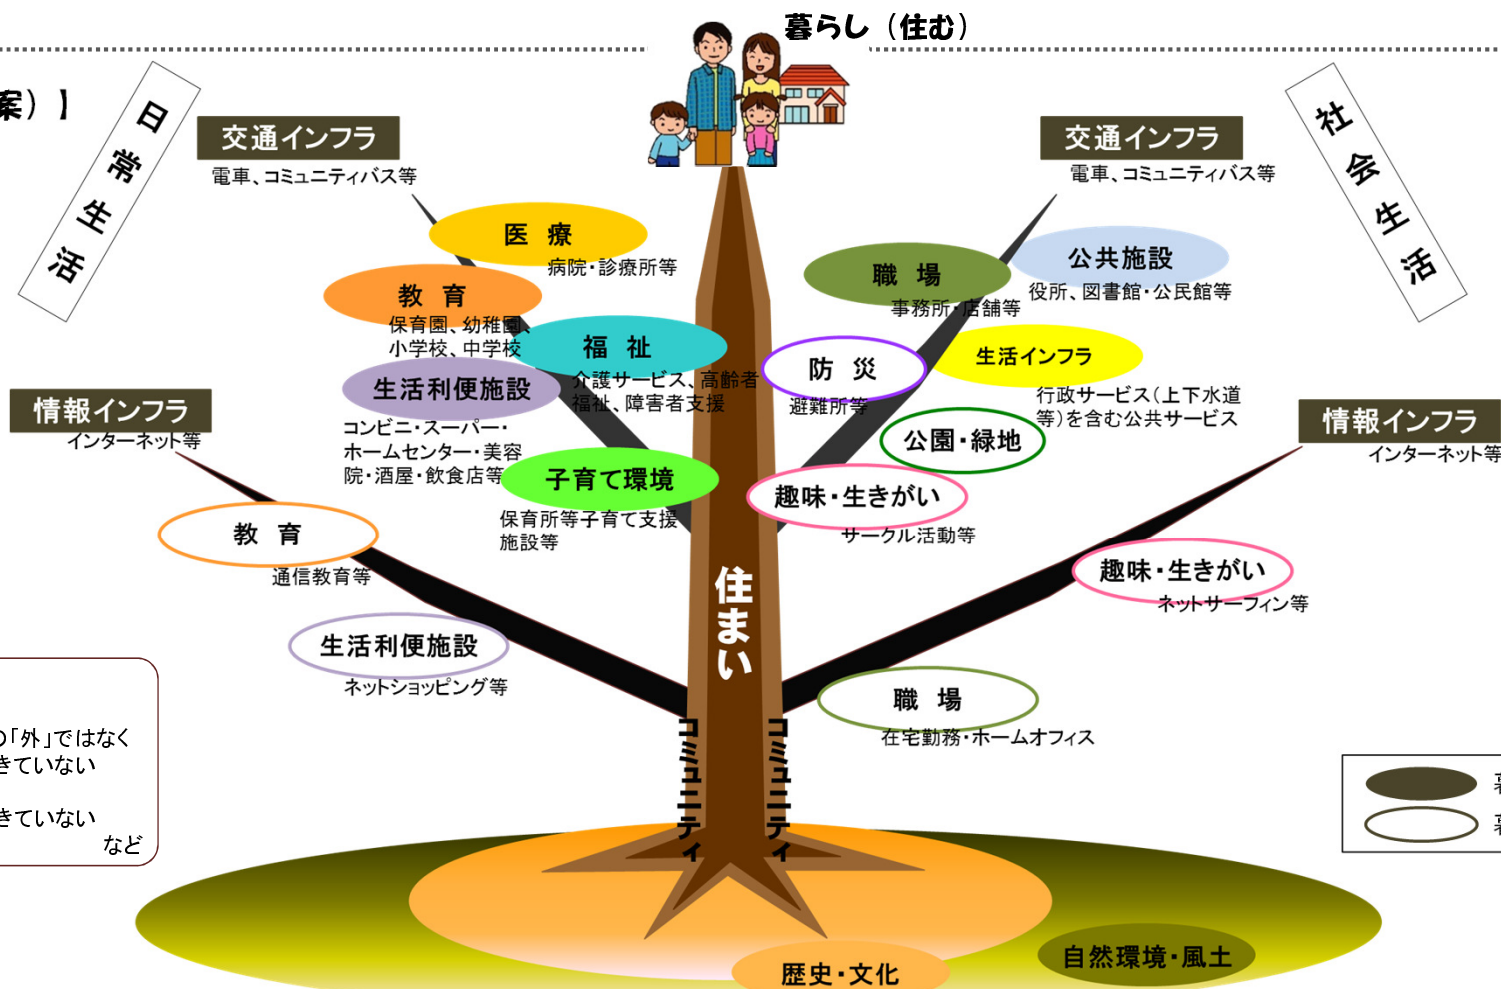 暮らし（住む）
案）】
日常生活
社会生活
交通インフラ
電車、コミュニティバス等
交通インフラ
電車、コミュニティバス等
医 療
病院・診療所等
教 育
保育園、幼稚園、
小学校、中学校
福 祉
介護サービス、高齢者
福祉、障害者支援
生活利便施設
コンビニ・スーパー・
ホームセンター・美容
院・酒屋・飲食店等
子育て環境
保育所等子育て支援
施設等
職 場
事務所・店舗等
公共施設
役所、図書館・公民館等
防 災
避難所等
生活インフラ
行政サービス（上下水道
等）を含む公共サービス
公園・緑地
趣味・生きがい
サークル活動等
情報インフラ
インターネット等
情報インフラ
インターネット等
教 育
通信教育等
生活利便施設
ネットショッピング等
趣味・生きがい
ネットサーフィン等
職 場
在宅勤務・ホームオフィス
住まい
コミュニティ
コミュニティ
の「外」ではなく
きていない
きていない
など
暮
暮
歴史・文化
自然環境・風土